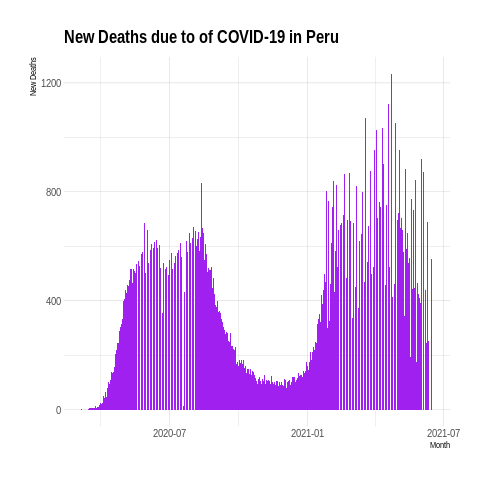 New Deaths due to of COVID-19 in Peru
New Deaths
1200
800
400
0
2020-07
2021-01
2021-07
Month